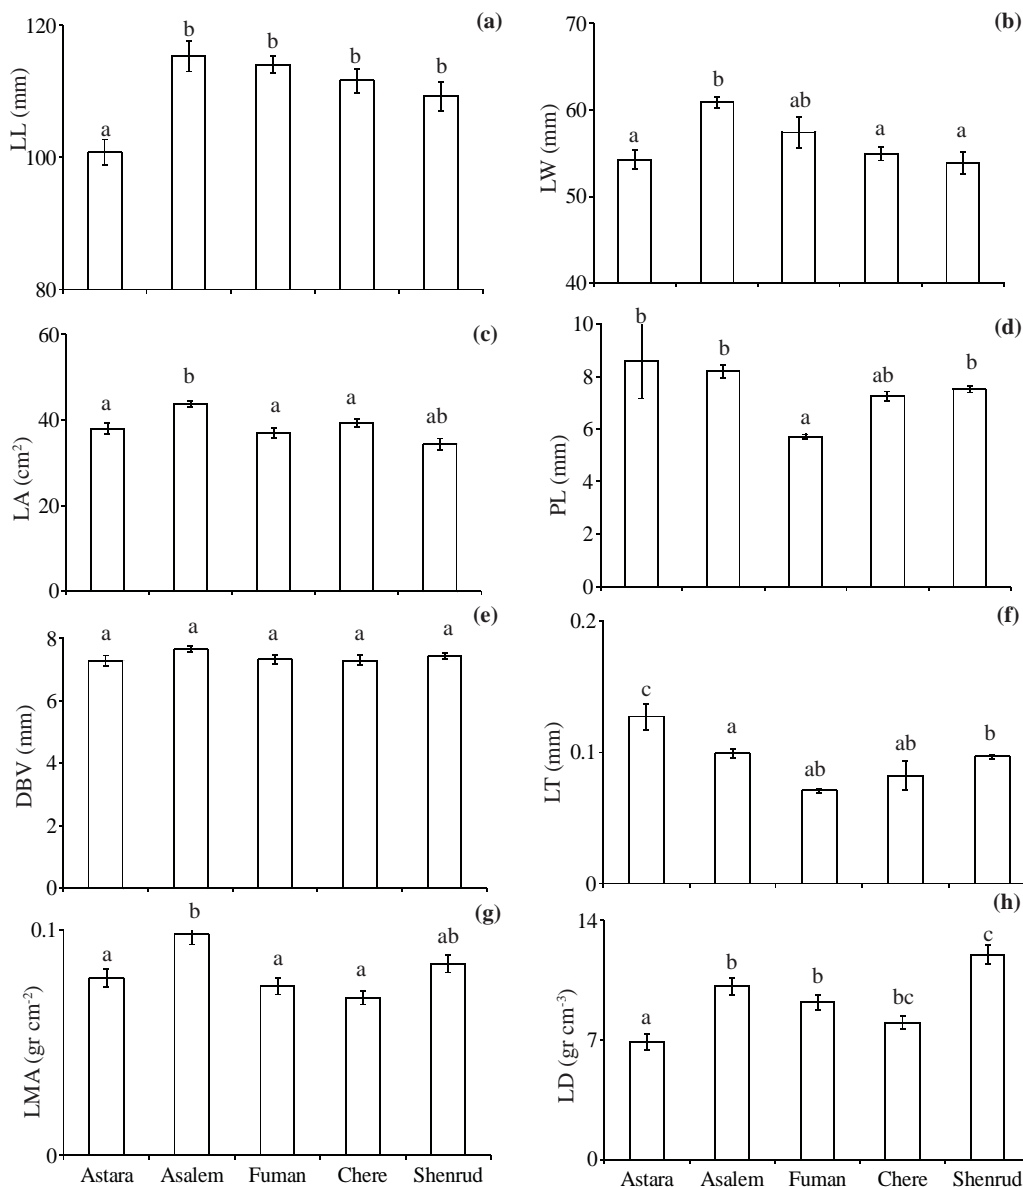 (a)
120
100
80
LL (mm)
a
b
b
b
b
(b)
70
60
50
40
LW (mm)
a
b
ab
a
a
(c)
60
40
20
0
LA (cm²)
a
b
a
a
ab
(d)
10
8
6
4
2
0
PL (mm)
b
b
a
ab
b
(e)
8
6
4
2
0
DBV (mm)
a
a
a
a
a
(f)
0.2
0.1
0
LT (mm)
c
a
ab
ab
b
(g)
0.1
0
LMA (gr cm⁻²)
a
b
a
a
ab
Astara Asalem Fuman Chere Shenrud
(h)
14
7
0
LD (gr cm⁻³)
a
b
b
bc
c
Astara Asalem Fuman Chere Shenrud